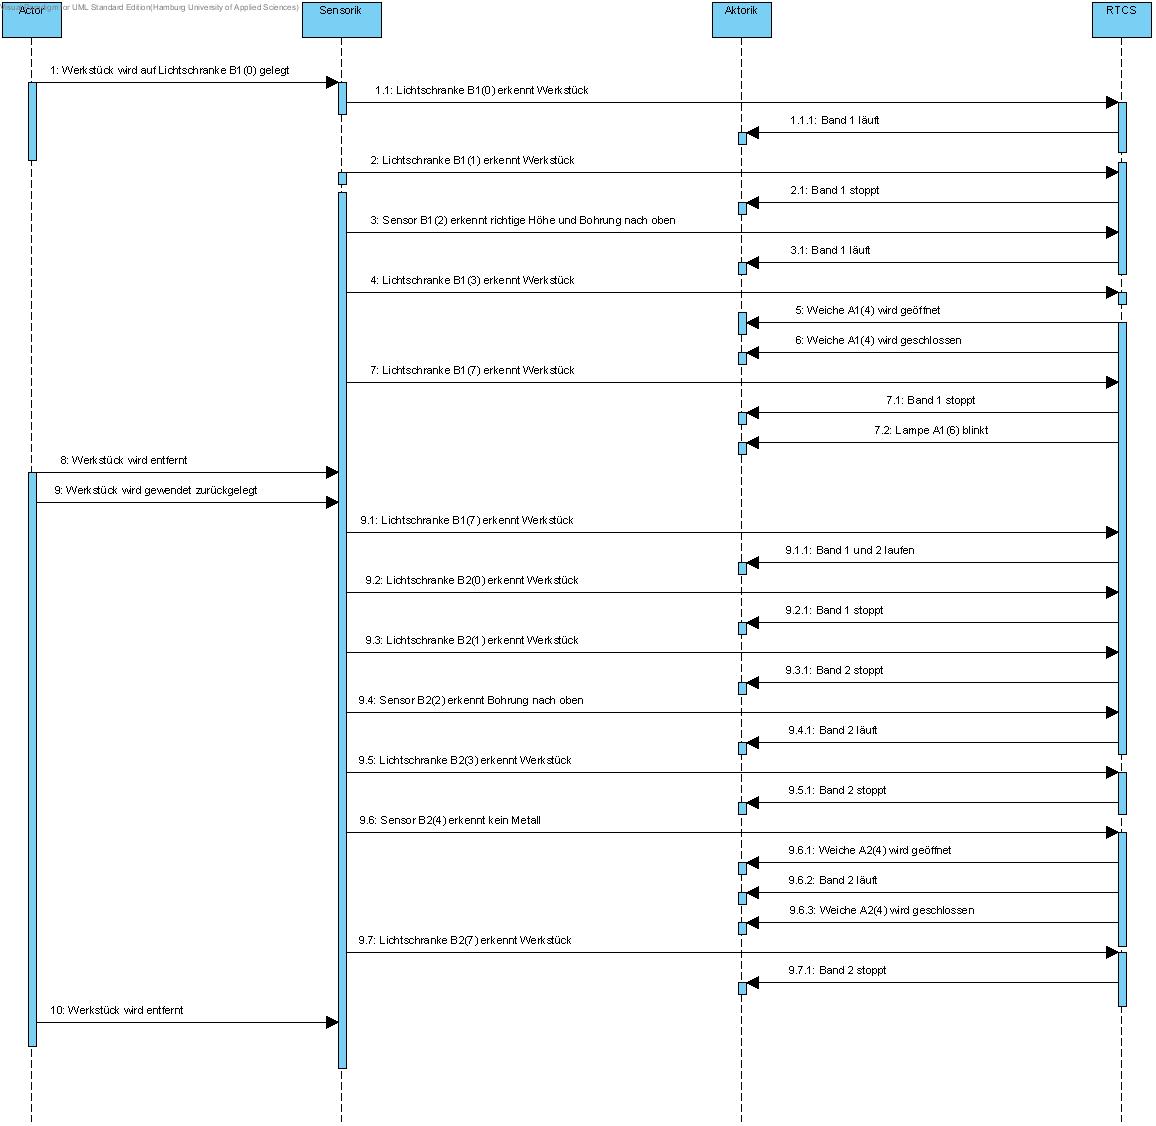 for UML Standard Edition(Hamburg University of Applied Sciences)
Actor
Sensorik
Aktorik
RTCS
1: Werkstück wird auf Lichtschranke B1(0) gelegt
1.1: Lichtschranke B1(0) erkennt Werkstück
1.1.1: Band 1 läuft
2: Lichtschranke B1(1) erkennt Werkstück
2.1: Band 1 stoppt
3: Sensor B1(2) erkennt richtige Höhe und Bohrung nach oben
3.1: Band 1 läuft
4: Lichtschranke B1(3) erkennt Werkstück
5: Weiche A1(4) wird geöffnet
6: Weiche A1(4) wird geschlossen
7: Lichtschranke B1(7) erkennt Werkstück
7.1: Band 1 stoppt
7.2: Lampe A1(6) blinkt
8: Werkstück wird entfernt
9: Werkstück wird gewendet zurückgelegt
9.1: Lichtschranke B1(7) erkennt Werkstück
9.1.1: Band 1 und 2 laufen
9.2: Lichtschranke B2(0) erkennt Werkstück
9.2.1: Band 1 stoppt
9.3: Lichtschranke B2(1) erkennt Werkstück
9.3.1: Band 2 stoppt
9.4: Sensor B2(2) erkennt Bohrung nach oben
9.4.1: Band 2 läuft
9.5: Lichtschranke B2(3) erkennt Werkstück
9.5.1: Band 2 stoppt
9.6: Sensor B2(4) erkennt kein Metall
9.6.1: Weiche A2(4) wird geöffnet
9.6.2: Band 2 läuft
9.6.3: Weiche A2(4) wird geschlossen
9.7: Lichtschranke B2(7) erkennt Werkstück
9.7.1: Band 2 stoppt
10: Werkstück wird entfernt